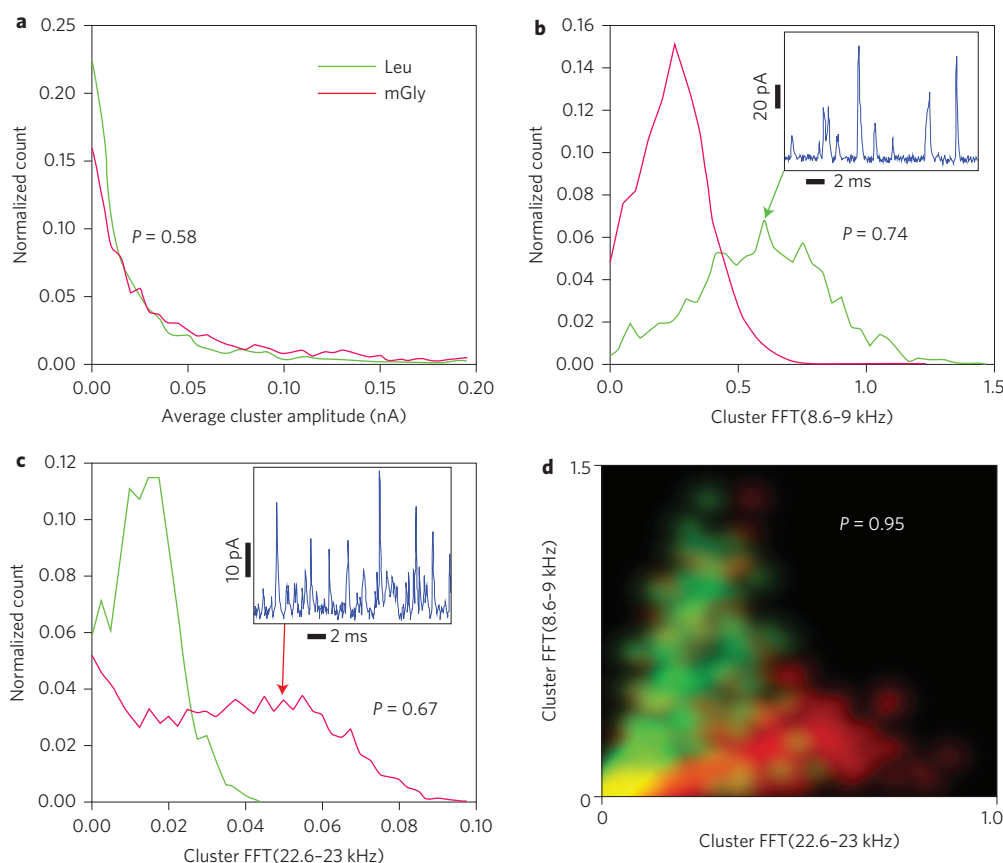 a
0.25
0.20
0.15
0.10
0.05
0.00
Normalized count
Leu
mGly
P = 0.58
0.00 0.05 0.10 0.15 0.20
Average cluster amplitude (nA)
b
0.16
0.14
0.12
0.10
0.08
0.06
0.04
0.02
0.00
Normalized count
20 pA
2 ms
P = 0.74
0.0 0.5 1.0 1.5
Cluster FFT(8.6–9 kHz)
c
0.12
0.10
0.08
0.06
0.04
0.02
0.00
Normalized count
10 pA
2 ms
P = 0.67
0.00 0.02 0.04 0.06 0.08 0.10
Cluster FFT(22.6–23 kHz)
d
1.5
0
Cluster FFT(8.6–9 kHz)
P = 0.95
0 1.0
Cluster FFT(22.6–23 kHz)